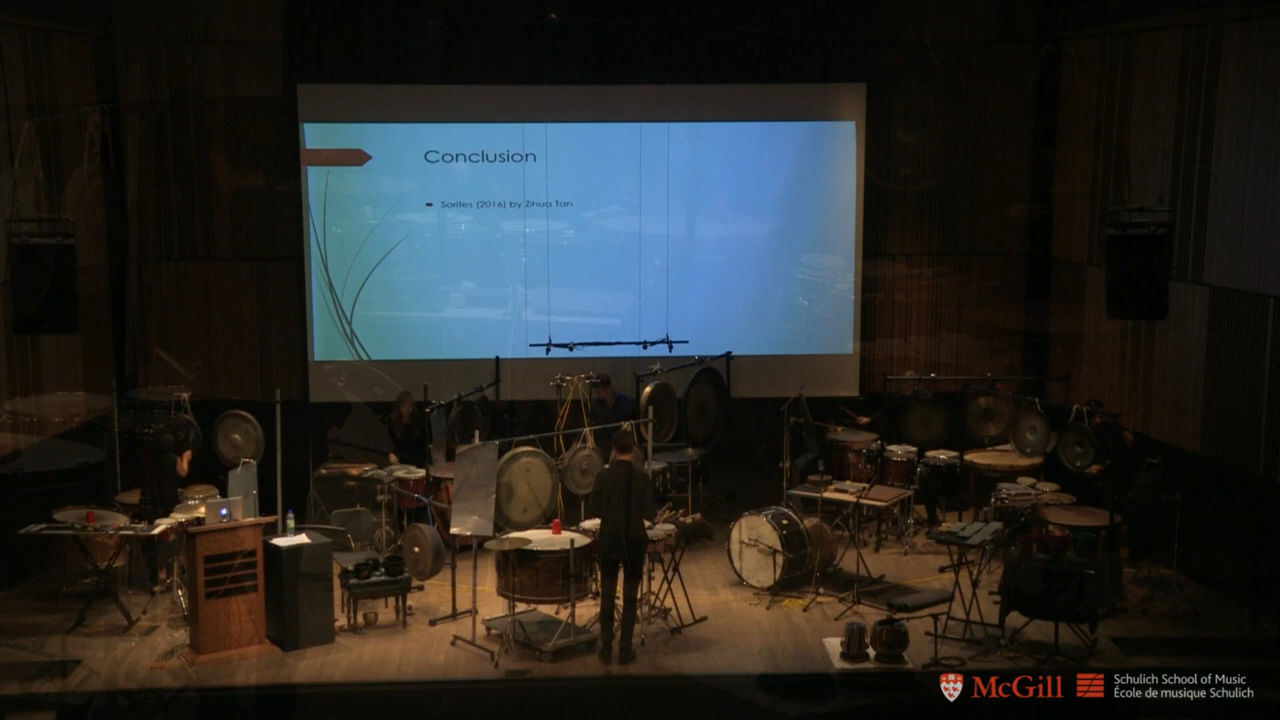 Conclusion
Sorites (2016) by Zihua Tan
McGill
Schulich School of Music
École de musique Schulich